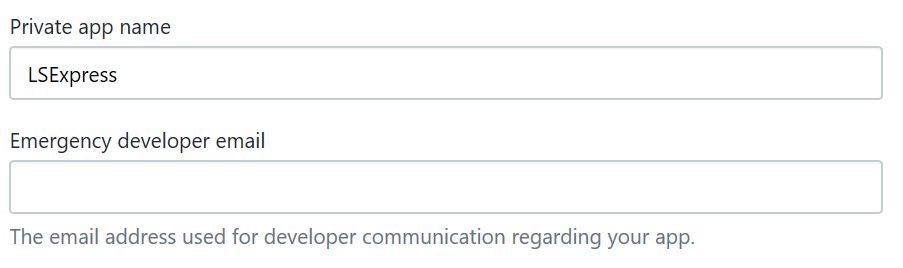 Private app name
LSExpress
Emergency developer email
The email address used for developer communication regarding your app.